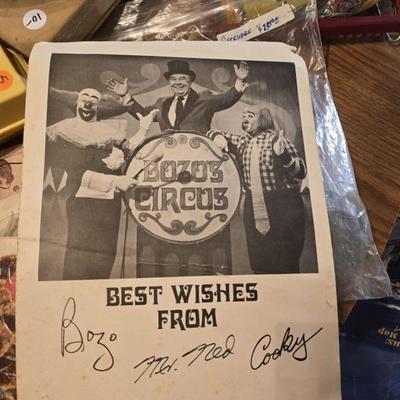 BOZO'S
CIRCUS
BEST WISHES
FROM
Bozo
Mr. Ned
Cooky